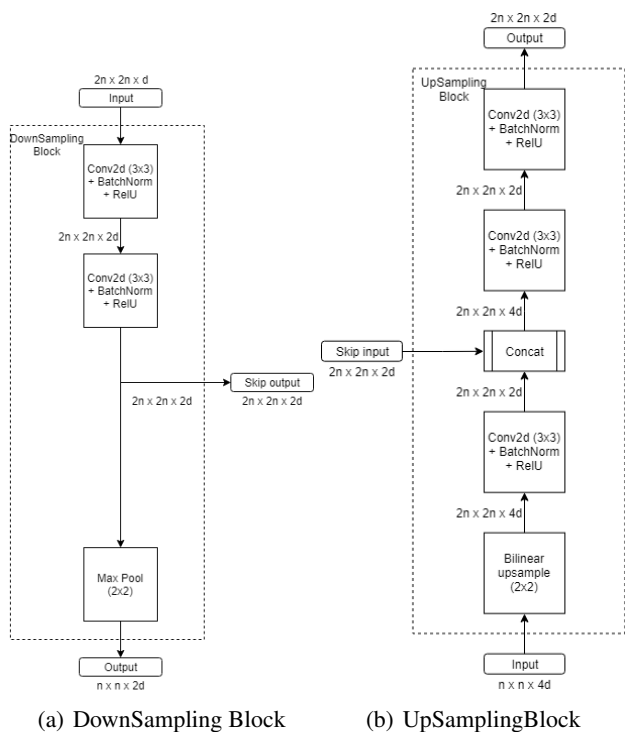 2n x 2n x d
Input
DownSampling
Block
Conv2d (3x3)
+ BatchNorm
+ RelU
2n x 2n x 2d
Conv2d (3x3)
+ BatchNorm
+ ReLU
2n x 2n x 2d
Skip output
2n x 2n x 2d
Max Pool
(2x2)
Output
n x n x 2d
(a) DownSampling Block
2n x 2n x 2d
Output
UpSampling
Block
Conv2d (3x3)
+ BatchNorm
+ ReLU
2n x 2n x 2d
Conv2d (3x3)
+ BatchNorm
+ ReLU
2n x 2n x 4d
Skip input
2n x 2n x 2d
Concat
2n x 2n x 2d
Conv2d (3x3)
+ BatchNorm
+ ReLU
2n x 2n x 4d
Bilinear
upsample
(2x2)
Input
n x n x 4d
(b) UpSamplingBlock